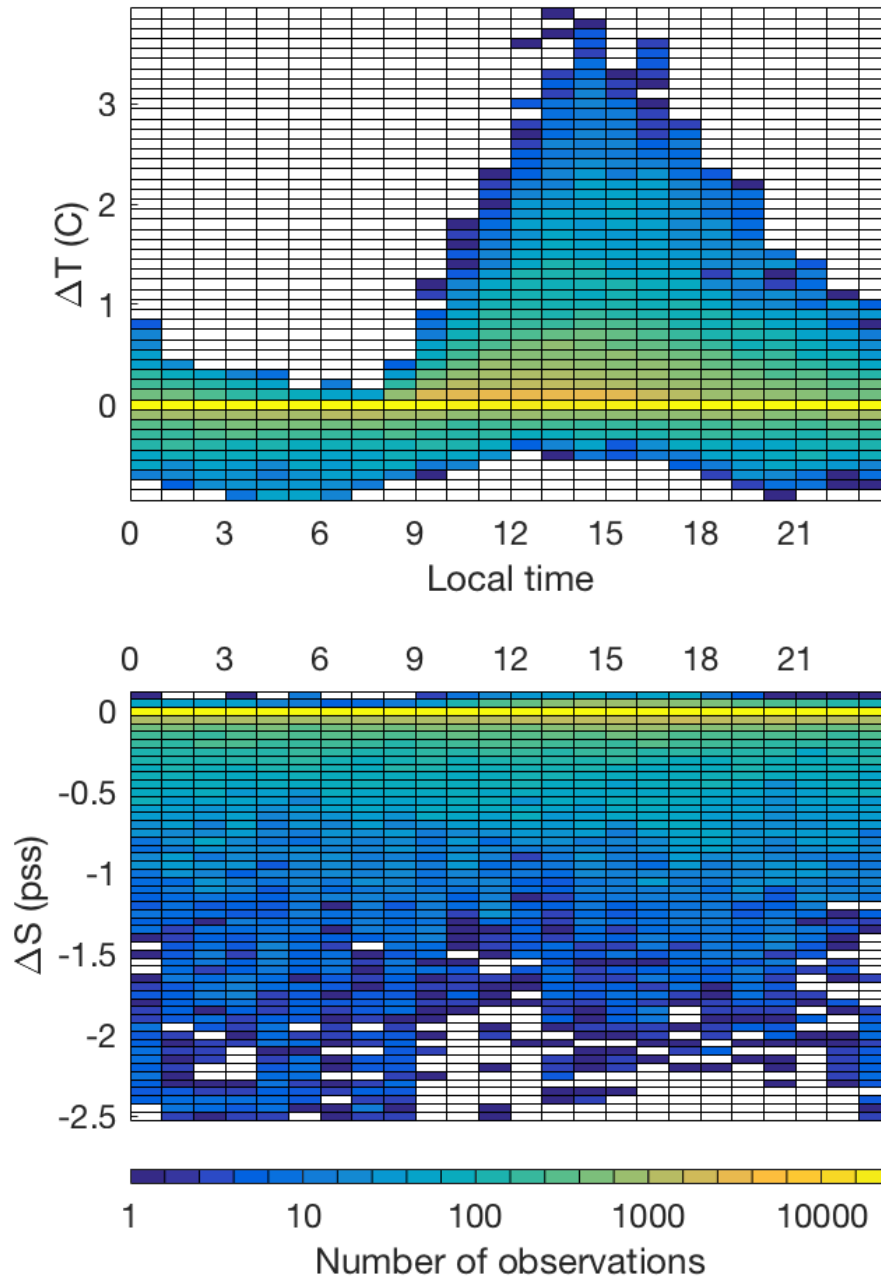 3
2
1
0
ΔT (C)
0 3 6 9 12 15 18 21
Local time
0 3 6 9 12 15 18 21
0
-0.5
-1
-1.5
-2
-2.5
ΔS (pss)
1 10 100 1000 10000
Number of observations